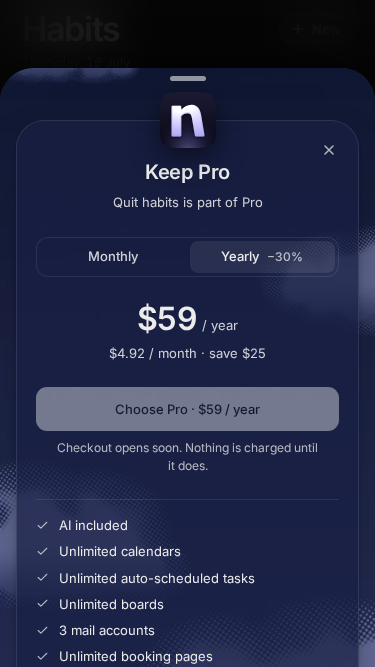 Habits
+ New
n
Keep Pro
Quit habits is part of Pro
Monthly
Yearly −30%
$59 / year
$4.92 / month · save $25
Choose Pro · $59 / year
Checkout opens soon. Nothing is charged until
it does.
AI included
Unlimited calendars
Unlimited auto-scheduled tasks
Unlimited boards
3 mail accounts
Unlimited booking pages